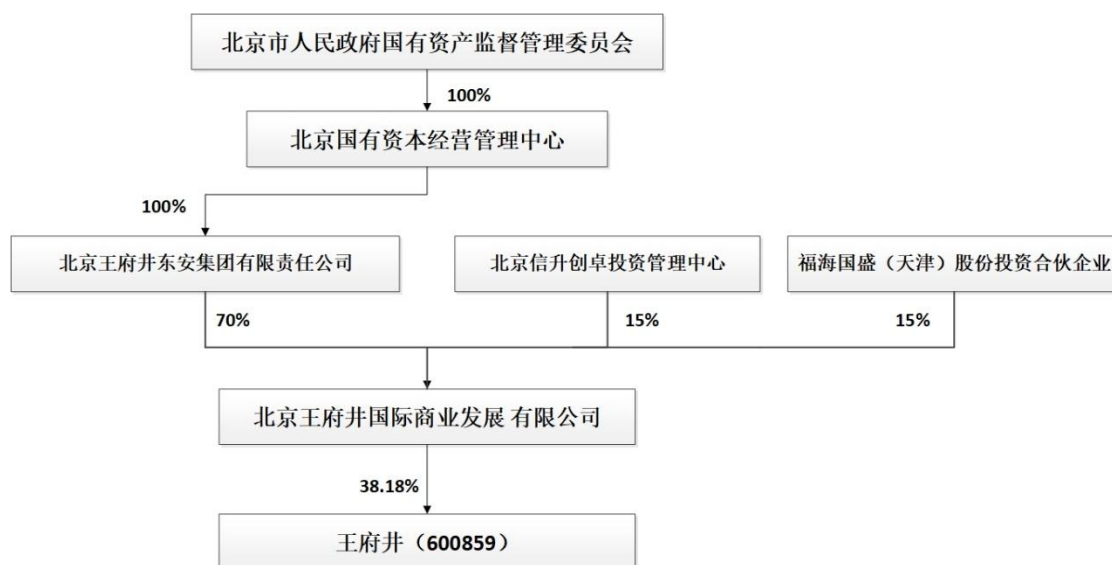 北京市人民政府国有资产监督管理委员会
100%
北京国有资本经营管理中心
100%
北京王府井东安集团有限责任公司
北京信升创卓投资管理中心
福海国盛（天津）股份投资合伙企业
70%
15%
15%
北京王府井国际商业发展 有限公司
38.18%
王府井（600859）